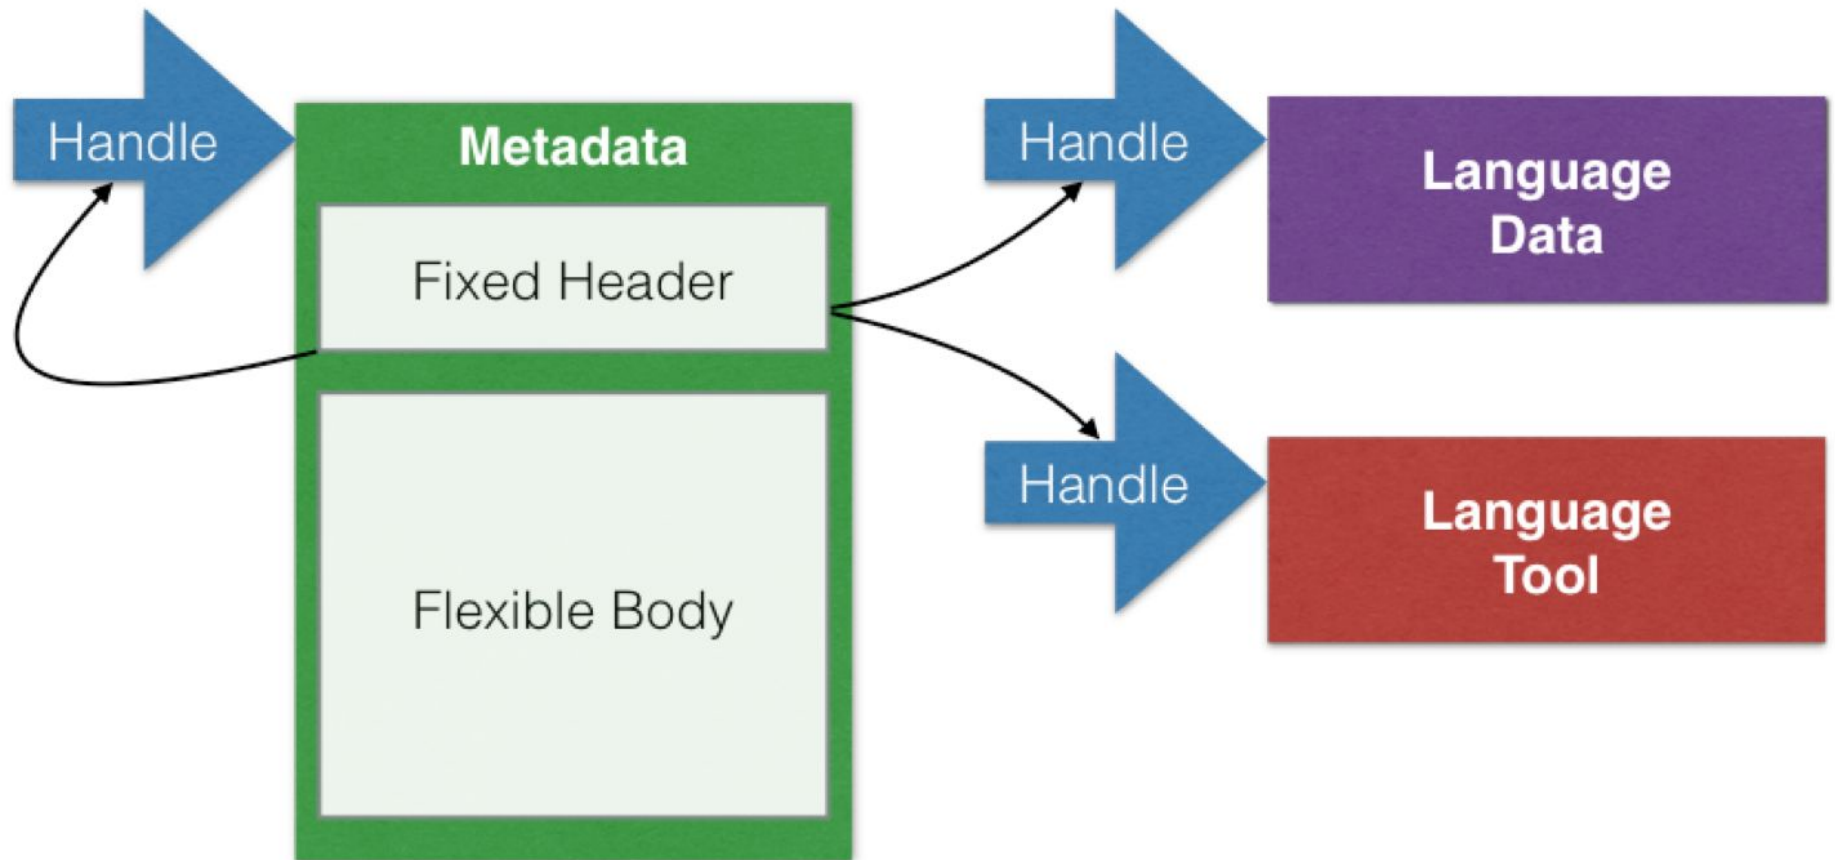 Handle
Metadata
Fixed Header
Flexible Body
Handle
Language
Data
Handle
Language
Tool